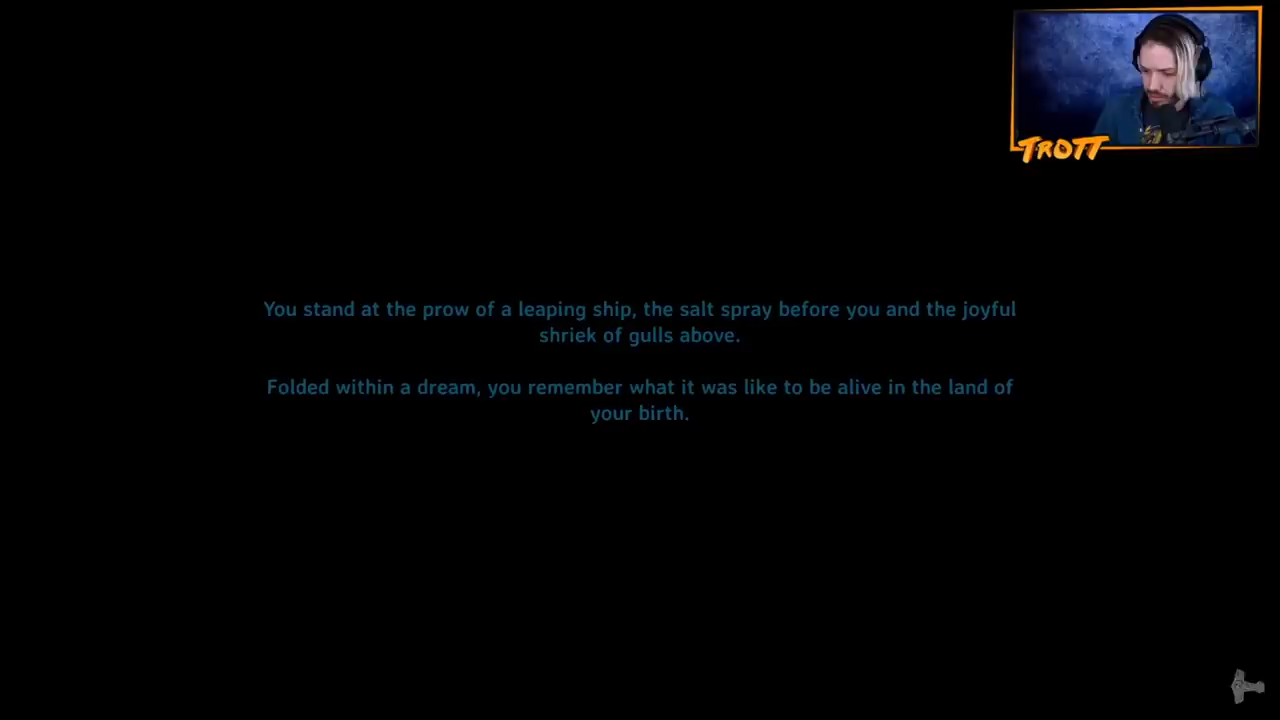 TROTT
You stand at the prow of a leaping ship, the salt spray before you and the joyful
shriek of gulls above.
Folded within a dream, you remember what it was like to be alive in the land of
your birth.